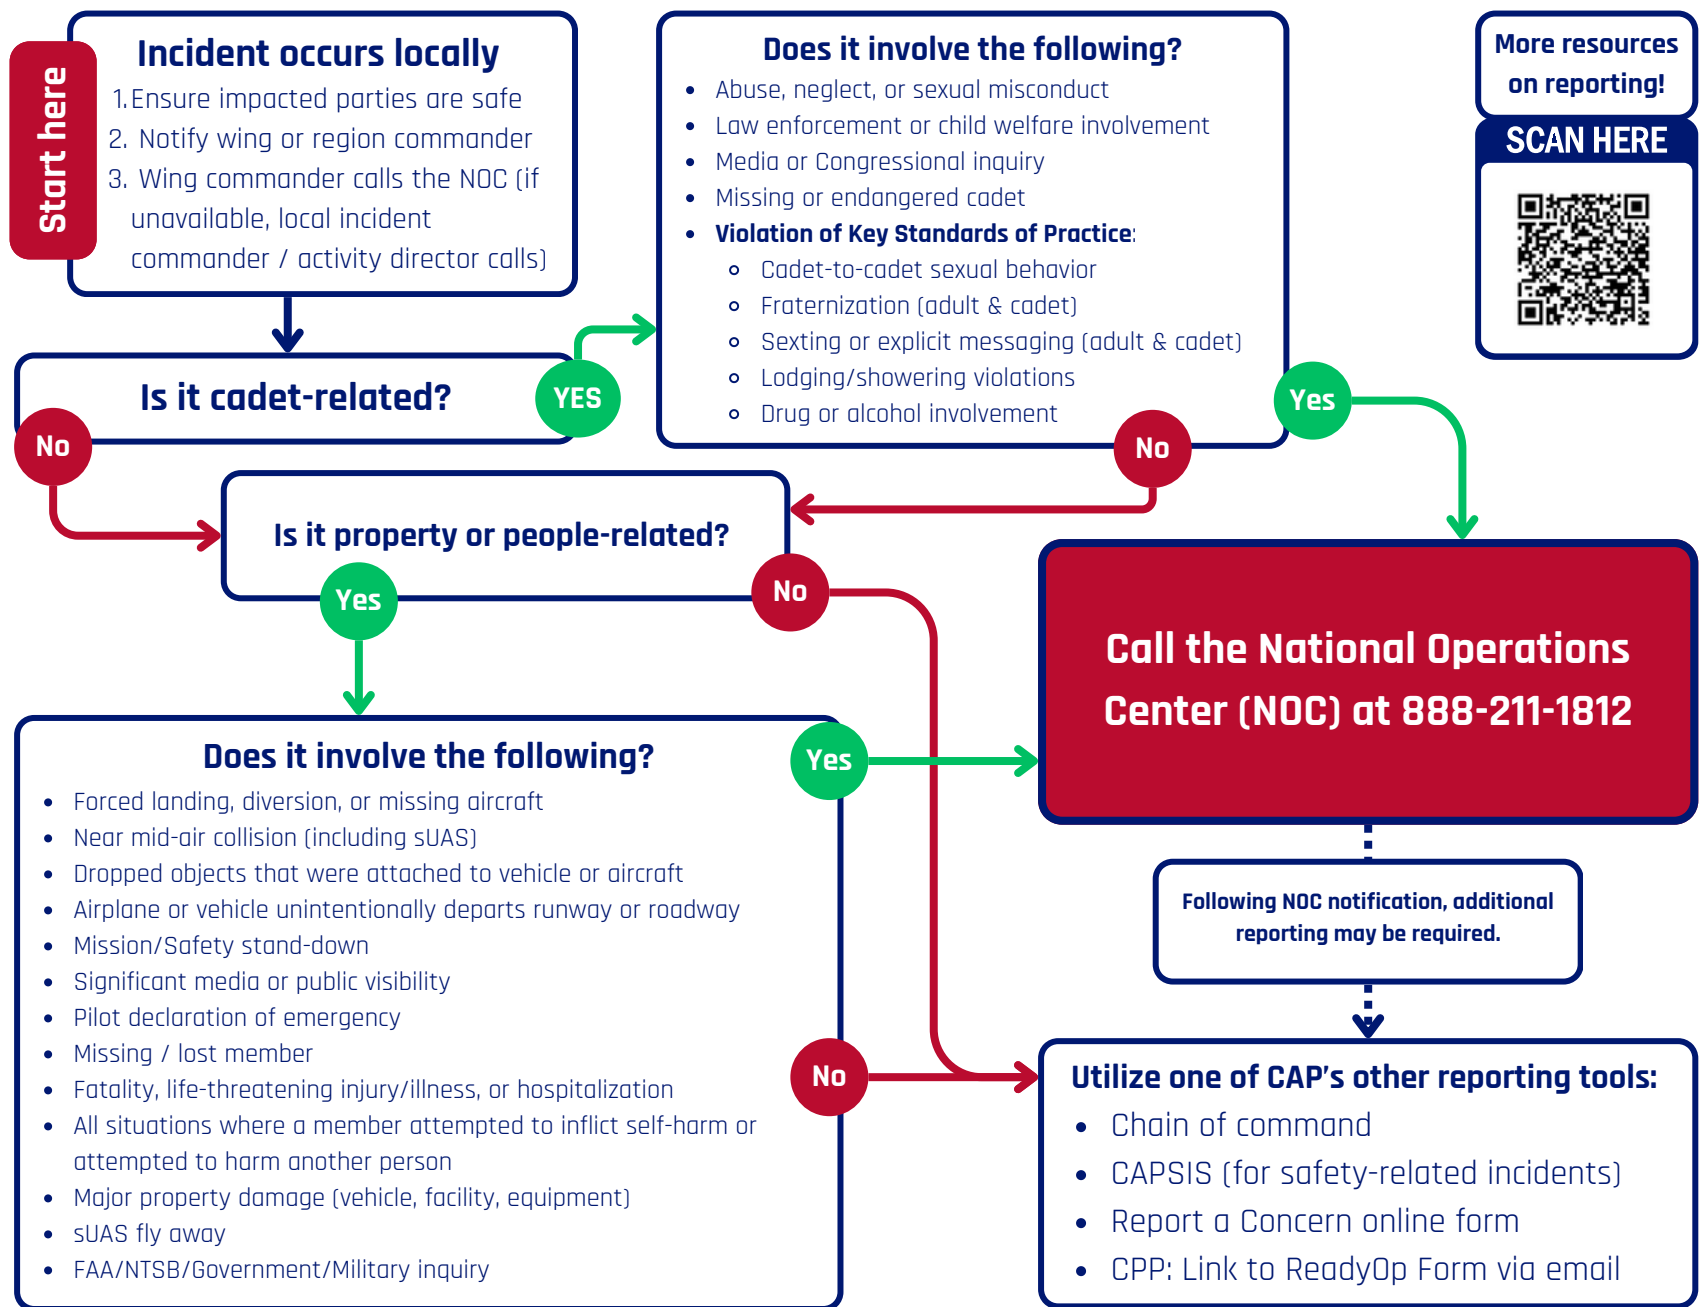 Start here
Incident occurs locally
1. Ensure impacted parties are safe
2. Notify wing or region commander
3. Wing commander calls the NOC (if
unavailable, local incident
commander / activity director calls)
Is it cadet-related?
YES
No
Does it involve the following?
• Abuse, neglect, or sexual misconduct
• Law enforcement or child welfare involvement
• Media or Congressional inquiry
• Missing or endangered cadet
• Violation of Key Standards of Practice:
◦ Cadet-to-cadet sexual behavior
◦ Fraternization (adult & cadet)
◦ Sexting or explicit messaging (adult & cadet)
◦ Lodging/showering violations
◦ Drug or alcohol involvement
Yes
No
More resources
on reporting!
SCAN HERE
Is it property or people-related?
Yes
No
Does it involve the following?
• Forced landing, diversion, or missing aircraft
• Near mid-air collision (including sUAS)
• Dropped objects that were attached to vehicle or aircraft
• Airplane or vehicle unintentionally departs runway or roadway
• Mission/Safety stand-down
• Significant media or public visibility
• Pilot declaration of emergency
• Missing / lost member
• Fatality, life-threatening injury/illness, or hospitalization
• All situations where a member attempted to inflict self-harm or
attempted to harm another person
• Major property damage (vehicle, facility, equipment)
• sUAS fly away
• FAA/NTSB/Government/Military inquiry
Yes
No
Call the National Operations
Center (NOC) at 888-211-1812
Following NOC notification, additional
reporting may be required.
Utilize one of CAP's other reporting tools:
• Chain of command
• CAPSIS (for safety-related incidents)
• Report a Concern online form
• CPP: Link to ReadyOp Form via email